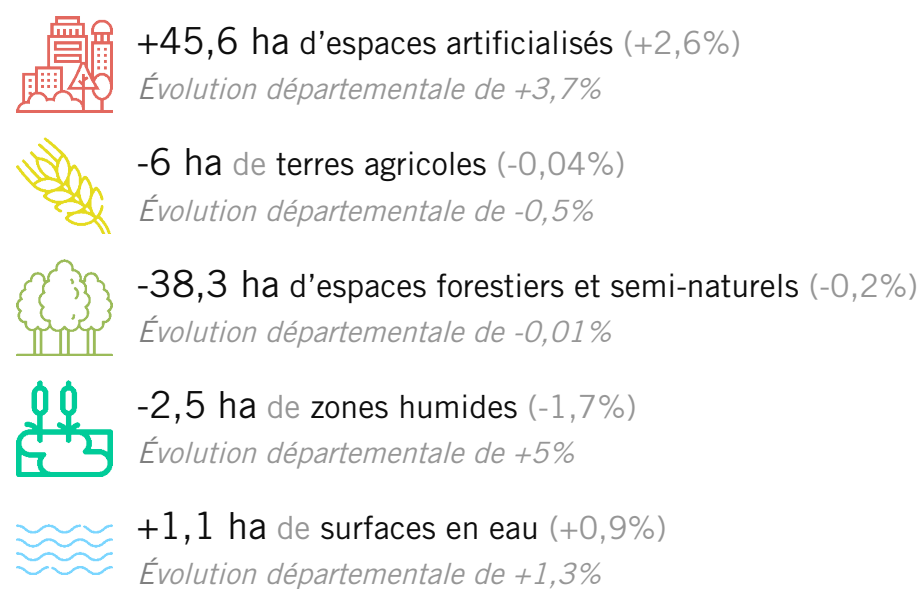 +45,6 ha d'espaces artificialisés (+2,6%)
Évolution départementale de +3,7%
-6 ha de terres agricoles (-0,04%)
Évolution départementale de -0,5%
-38,3 ha d'espaces forestiers et semi-naturels (-0,2%)
Évolution départementale de -0,01%
-2,5 ha de zones humides (-1,7%)
Évolution départementale de +5%
+1,1 ha de surfaces en eau (+0,9%)
Évolution départementale de +1,3%